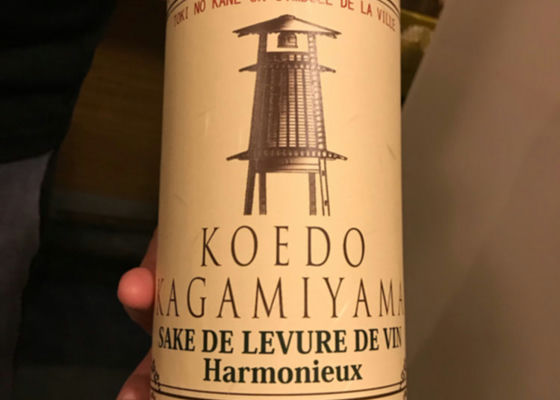 TOKI NO KANE UN SYMBOLE DE LA VILLE
KOEDO
KAGAMIYAMA
SAKE DE LEVURE DE VIN
Harmonieux